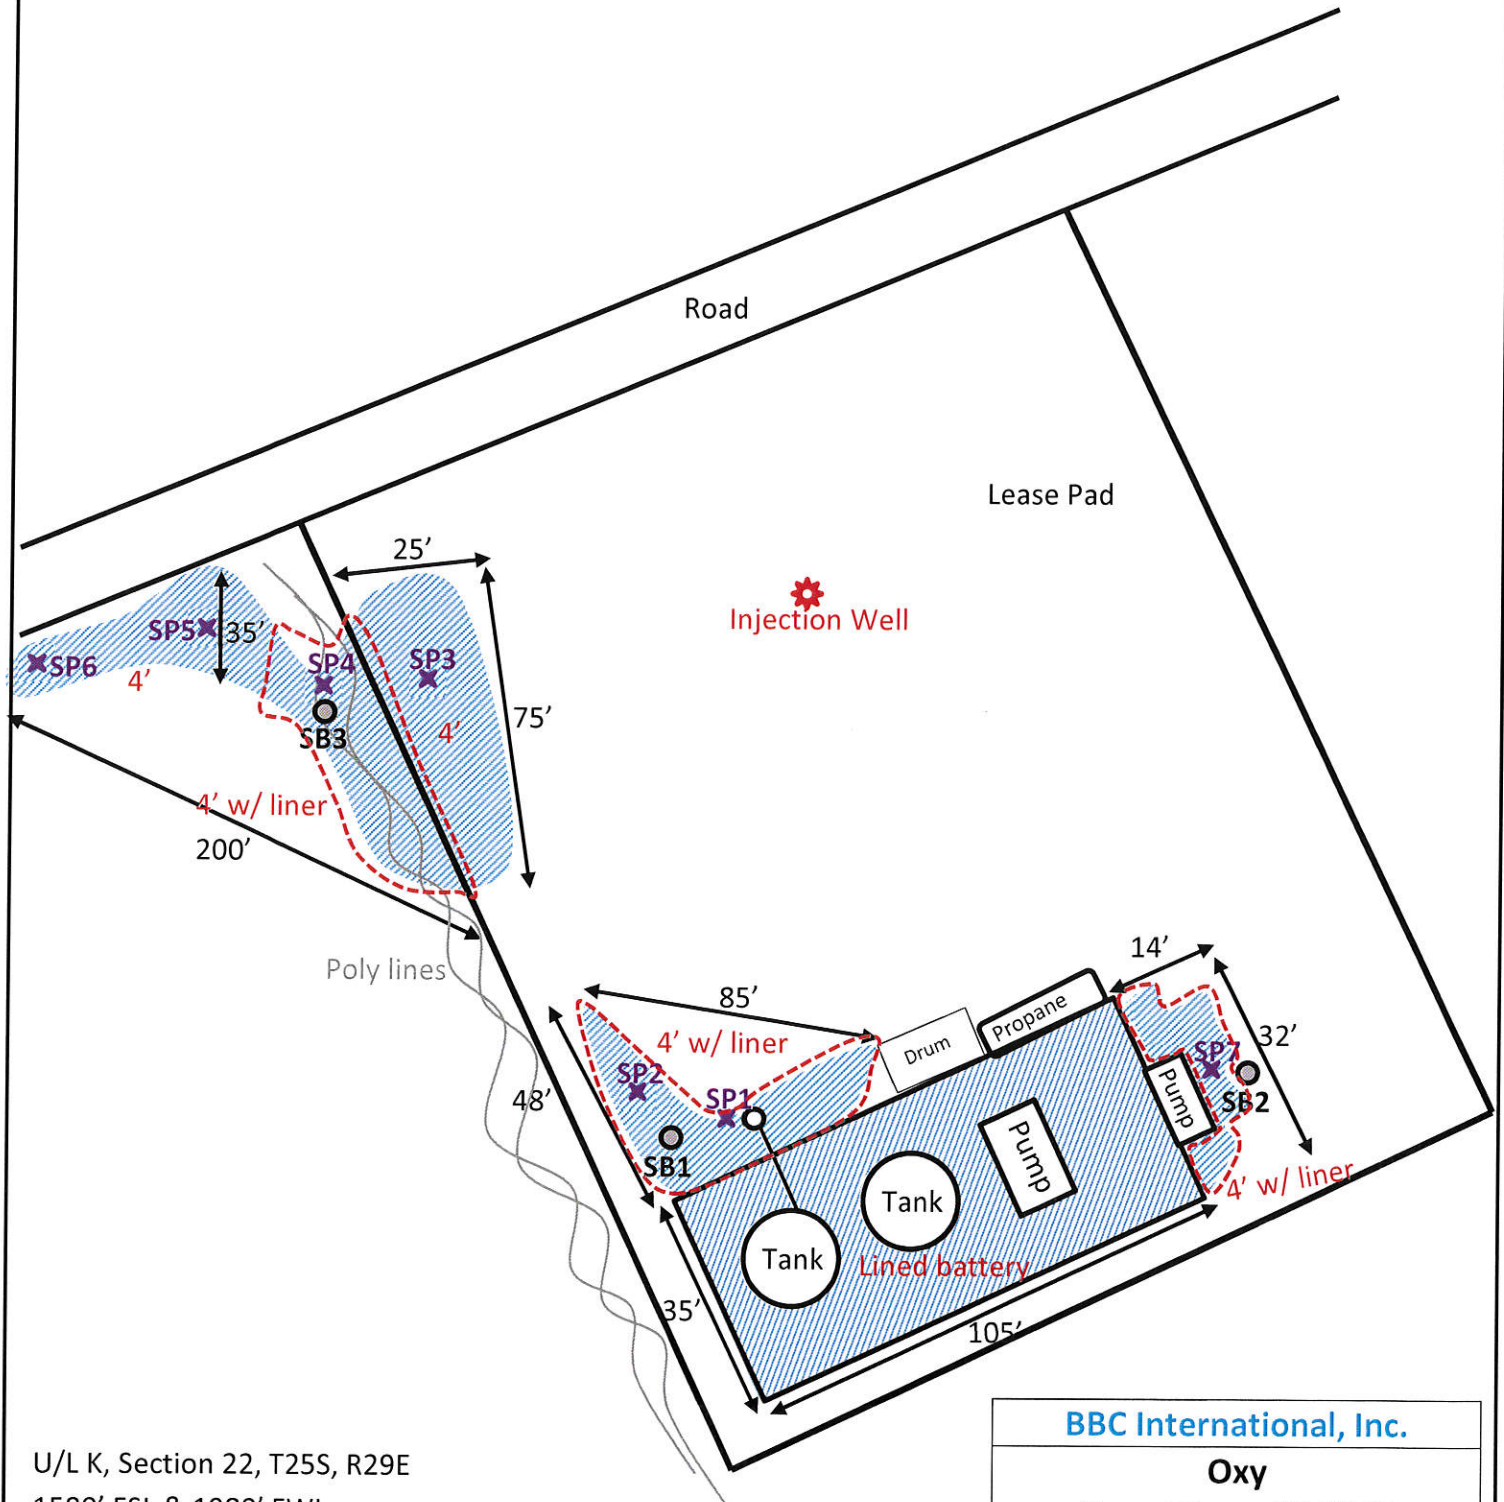 Road
Lease Pad
25’
Injection Well
SP5
35’
SP6
4’
SP4
SP3
SB3
4’
75’
4’ w/ liner
200’
Poly lines
14’
85’
4’ w/ liner
Drum
Propane
32’
SP2
SP1
SP7
48’
Pump
SB2
SB1
Pump
4’ w/ liner
Tank
Tank
Lined battery
35’
105’
BBC International, Inc.
U/L K, Section 22, T25S, R29E
Oxy